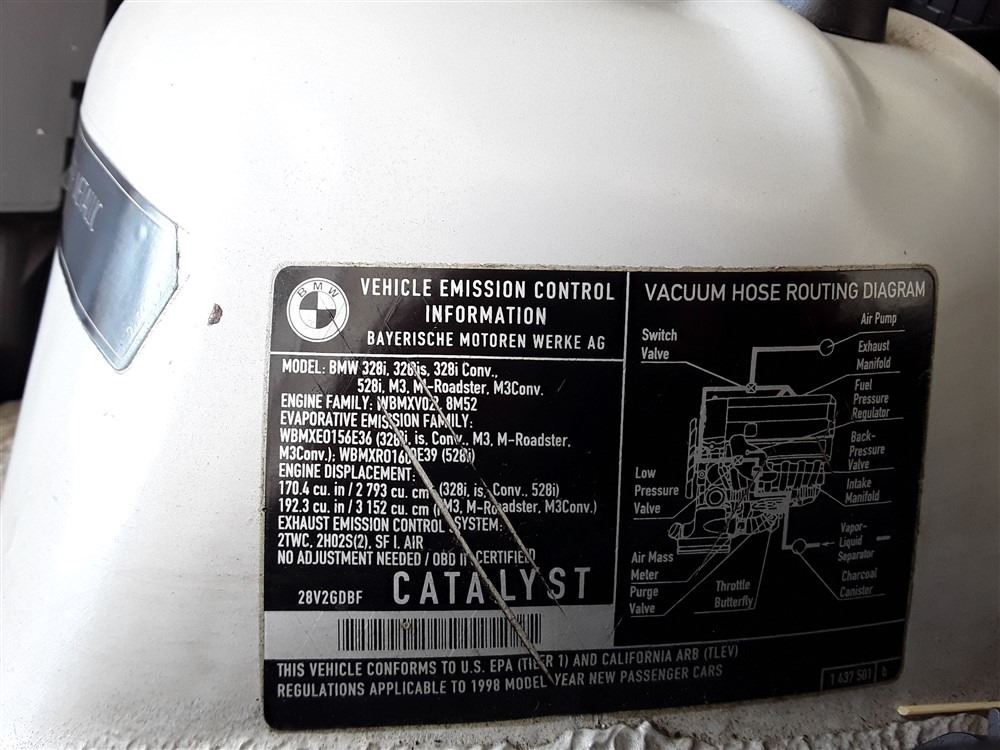 METALLIC
BMW
VEHICLE EMISSION CONTROL
INFORMATION
BAYERISCHE MOTOREN WERKE AG
MODEL: BMW 328i, 328is, 328i Conv.,
528i, M3, M-Roadster, M3Conv.
ENGINE FAMILY: WBMXV02. 8M52
EVAPORATIVE EMISSION FAMILY:
WBMXE0156E36 (328i, is, Conv., M3, M-Roadster,
M3Conv.); WBMXR0160E39 (528i)
ENGINE DISPLACEMENT:
170.4 cu. in / 2 793 cu. cm (328i, is, Conv., 528i)
192.3 cu. in / 3 152 cu. cm (M3, M-Roadster, M3Conv.)
EXHAUST EMISSION CONTROL SYSTEM:
2TWC, 2HO2S(2), SFI, AIR
NO ADJUSTMENT NEEDED / OBD II CERTIFIED
28V2GDBF
CATALYST
VACUUM HOSE ROUTING DIAGRAM
Switch
Valve
Air Pump
Exhaust
Manifold
Fuel
Pressure
Regulator
Back-
Pressure
Valve
Intake
Manifold
Low
Pressure
Valve
Vapor-
Liquid
Separator
Air Mass
Meter
Purge
Valve
Throttle
Butterfly
Charcoal
Canister
THIS VEHICLE CONFORMS TO U.S. EPA (TIER 1) AND CALIFORNIA ARB (TLEV)
REGULATIONS APPLICABLE TO 1998 MODEL YEAR NEW PASSENGER CARS
1 437 501 b